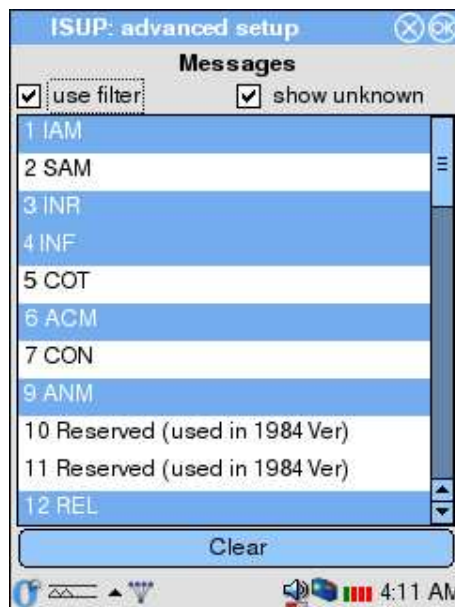 ISUP: advanced setup
OK
Messages
use filter
show unknown
1 IAM
2 SAM
3 INR
4 INF
5 COT
6 ACM
7 CON
9 ANM
10 Reserved (used in 1984 Ver)
11 Reserved (used in 1984 Ver)
12 REL
Clear
4:11 AM